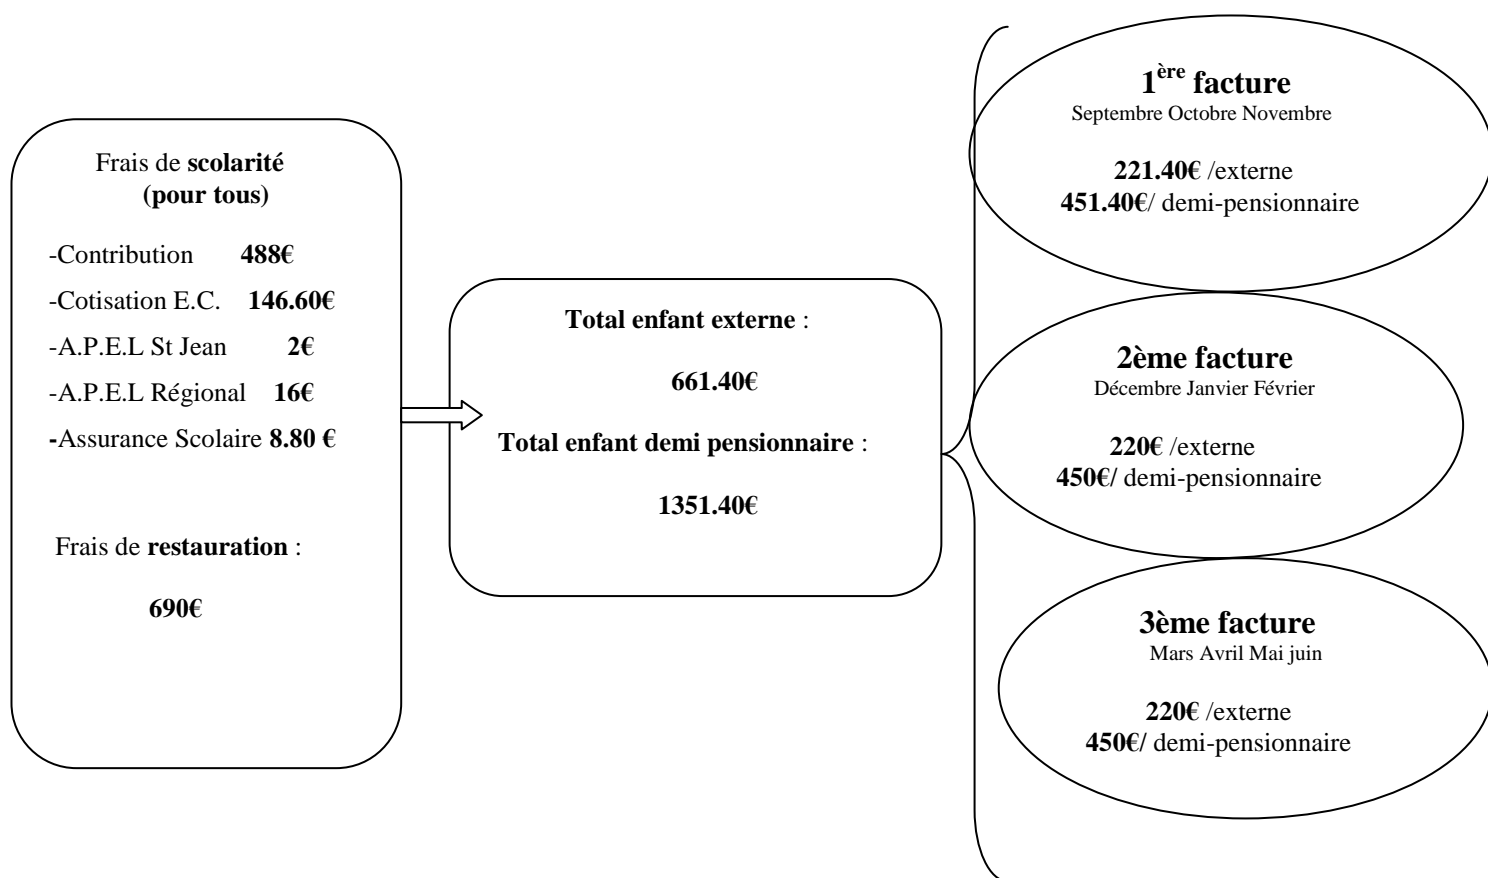 Frais de scolarité
(pour tous)
-Contribution 488€
-Cotisation E.C. 146.60€
-A.P.E.L St Jean 2€
-A.P.E.L Régional 16€
-Assurance Scolaire 8.80 €
Frais de restauration :
690€
Total enfant externe :
661.40€
Total enfant demi pensionnaire :
1351.40€
1ère facture
Septembre Octobre Novembre
221.40€ /externe
451.40€/ demi-pensionnaire
2ème facture
Décembre Janvier Février
220€ /externe
450€/ demi-pensionnaire
3ème facture
Mars Avril Mai juin
220€ /externe
450€/ demi-pensionnaire